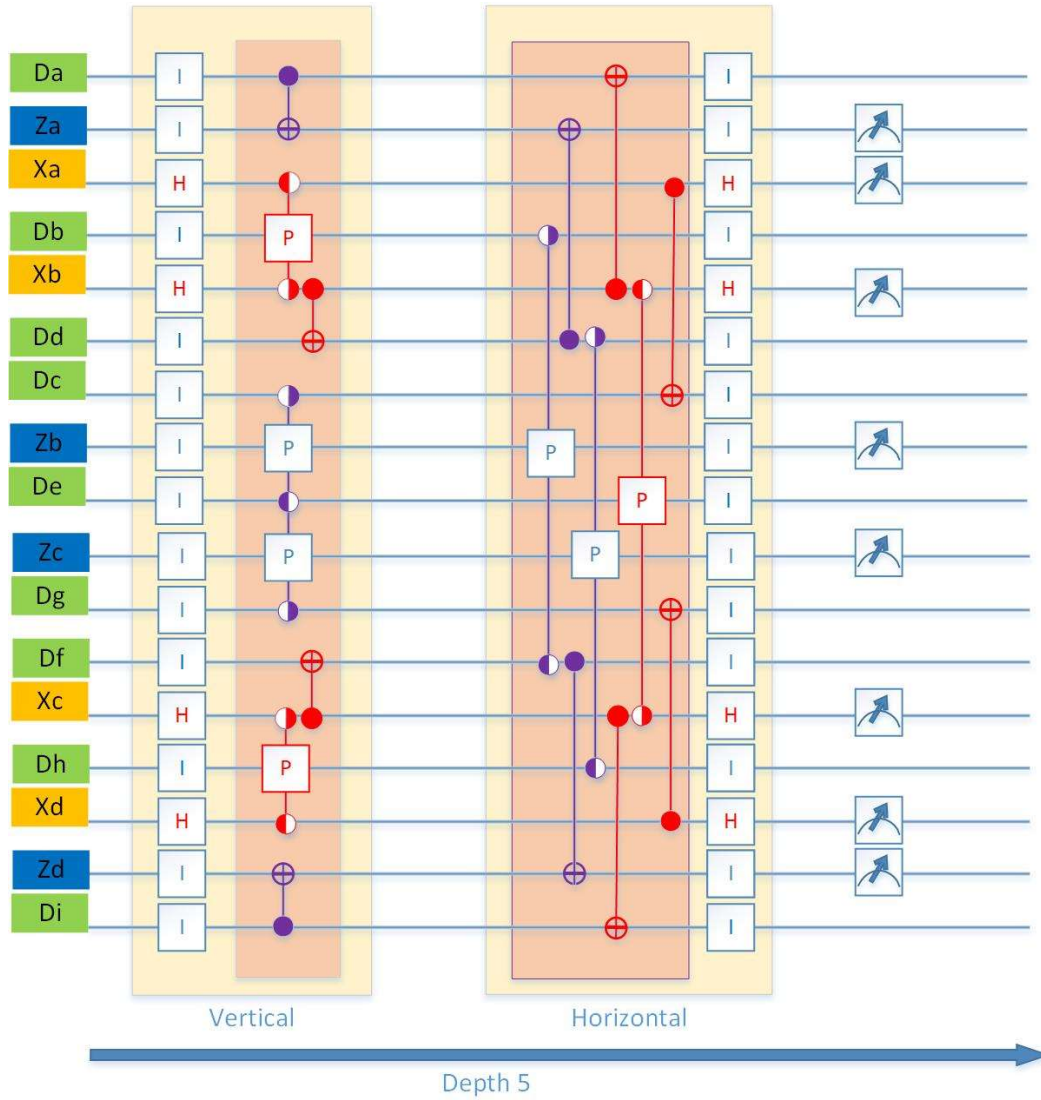 Da I I
Za I I
Xa H H
Db I P I
Xb H H
Dd I I
Dc I I
Zb I P P I
De I P I
Zc I P P I
Dg I I
Df I I
Xc H H
Dh I P I
Xd H H
Zd I I
Di I I
Vertical Horizontal
Depth 5